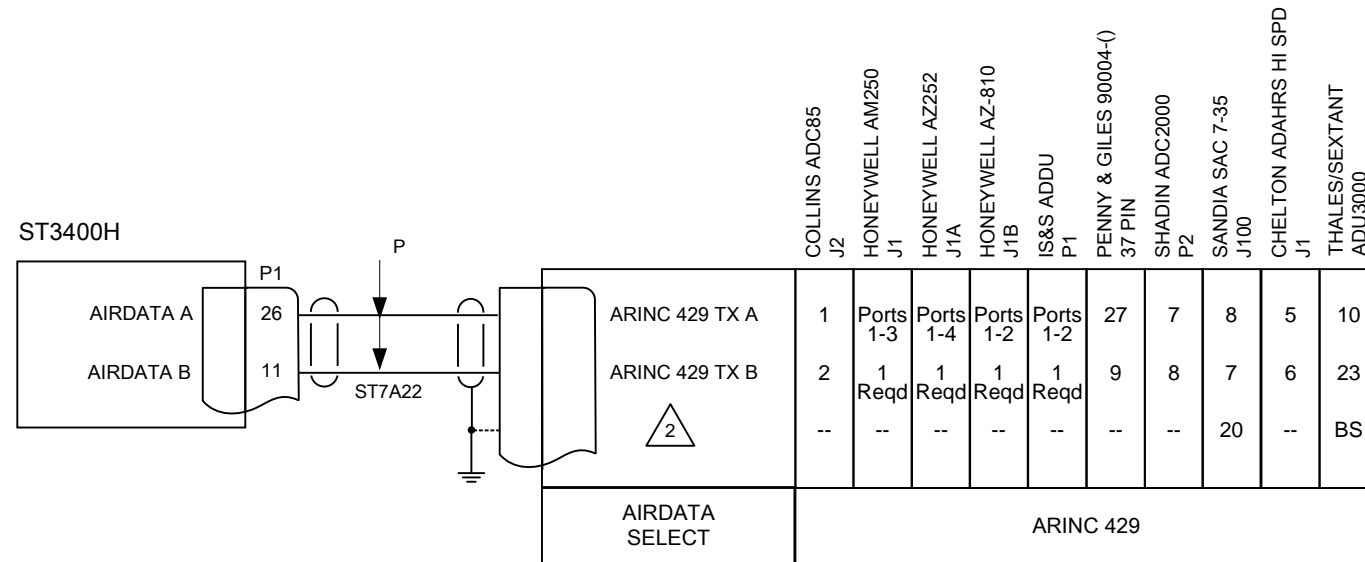 COLLINS ADC85
J2
HONEYWELL AM250
J1
HONEYWELL AZ252
J1A
HONEYWELL AZ-810
J1B
IS&S ADDU
P1
PENNY & GILES 90004-()
37 PIN
SHADIN ADC2000
P2
SANDIA SAC 7-35
J100
CHELTON ADAHRS HI SPD
J1
THALES/SEXTANT
ADU3000
ST3400H
P
P1
AIRDATA A
26
ARINC 429 TX A
1
Ports
1-3
Ports
1-4
Ports
1-2
Ports
1-2
27
7
8
5
10
AIRDATA B
11
ST7A22
ARINC 429 TX B
2
1
Reqd
1
Reqd
1
Reqd
1
Reqd
9
8
7
6
23
2
--
--
--
--
--
--
--
20
--
BS
AIRDATA
SELECT
ARINC 429